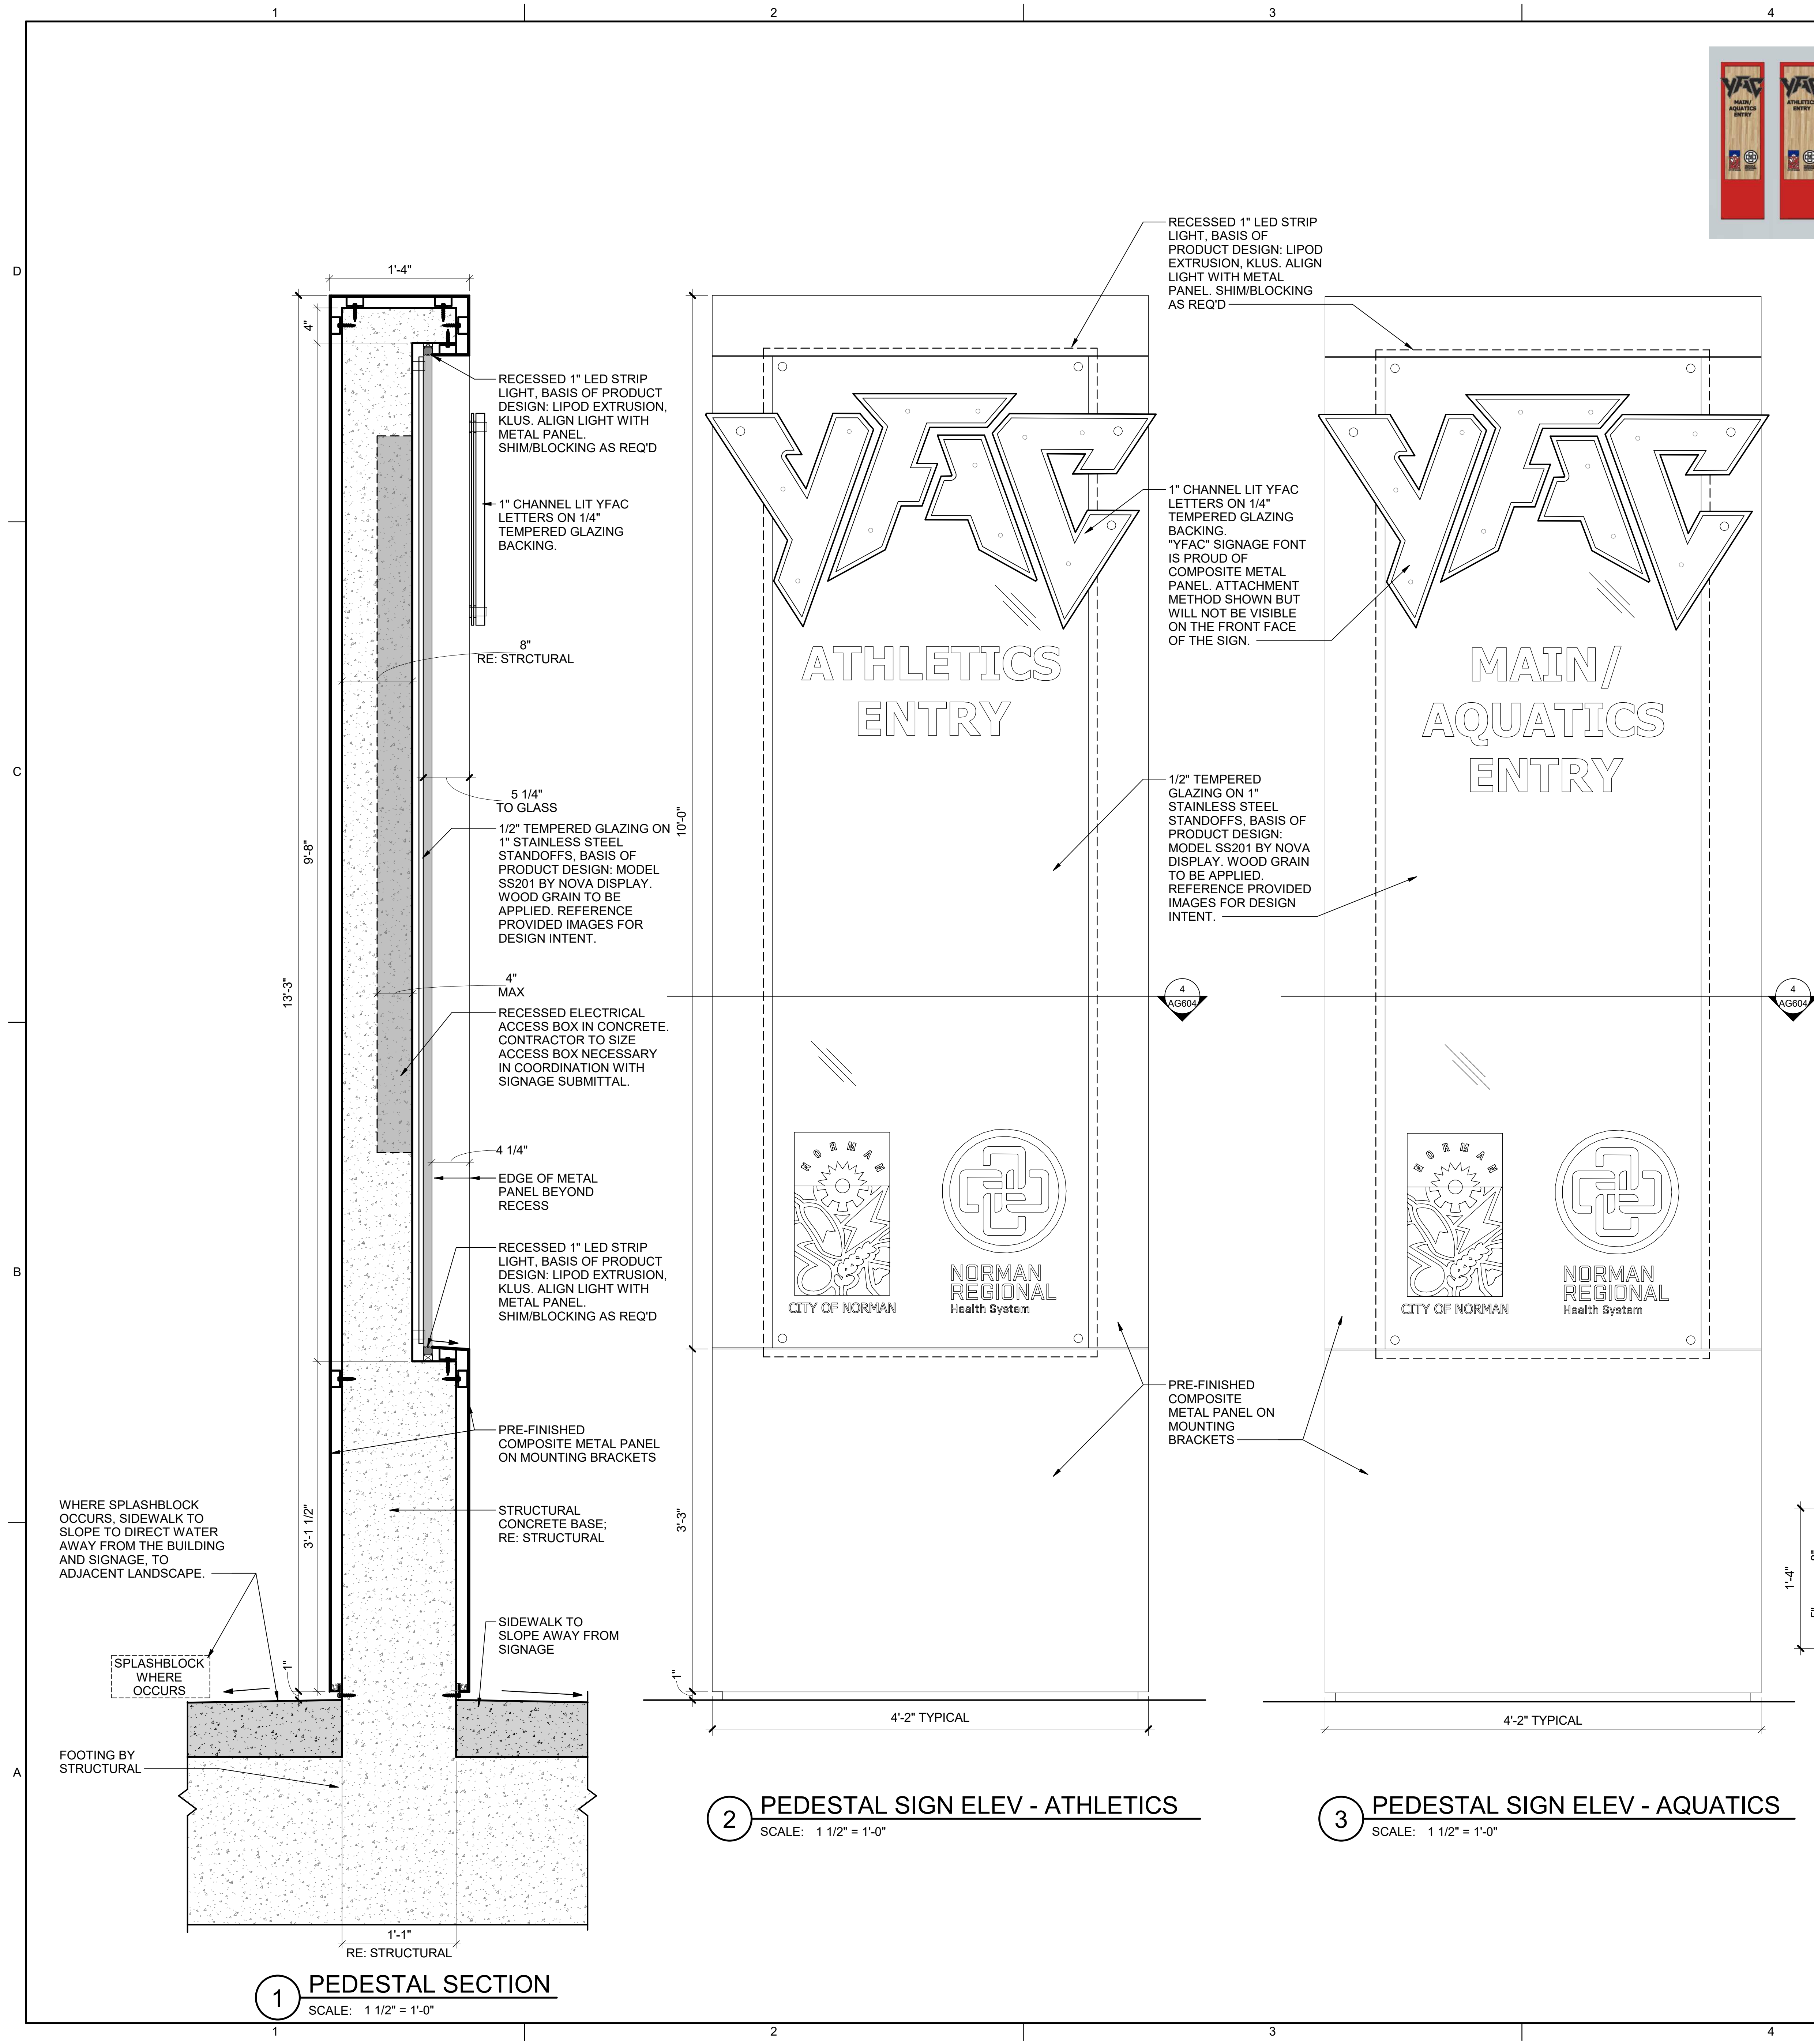 1
2
3
4
D
C
B
A
YFAC
MAIN/
AQUATICS
ENTRY
1'-4"
4"
9'-8"
13'-3"
3'-1 1/2"
1"
RECESSED 1" LED STRIP
LIGHT, BASIS OF PRODUCT
DESIGN: LIPOD EXTRUSION,
KLUS. ALIGN LIGHT WITH
METAL PANEL.
SHIM/BLOCKING AS REQ'D
1" CHANNEL LIT YFAC
LETTERS ON 1/4"
TEMPERED GLAZING
BACKING.
8"
RE: STRCTURAL
5 1/4"
TO GLASS
1/2" TEMPERED GLAZING ON
1" STAINLESS STEEL
STANDOFFS, BASIS OF
PRODUCT DESIGN: MODEL
SS201 BY NOVA DISPLAY.
WOOD GRAIN TO BE
APPLIED. REFERENCE
PROVIDED IMAGES FOR
DESIGN INTENT.
4"
MAX
RECESSED ELECTRICAL
ACCESS BOX IN CONCRETE.
CONTRACTOR TO SIZE
ACCESS BOX NECESSARY
IN COORDINATION WITH
SIGNAGE SUBMITTAL.
4 1/4"
EDGE OF METAL
PANEL BEYOND
RECESS
RECESSED 1" LED STRIP
LIGHT, BASIS OF PRODUCT
DESIGN: LIPOD EXTRUSION,
KLUS. ALIGN LIGHT WITH
METAL PANEL.
SHIM/BLOCKING AS REQ'D
PRE-FINISHED
COMPOSITE METAL PANEL
ON MOUNTING BRACKETS
STRUCTURAL
CONCRETE BASE;
RE: STRUCTURAL
SIDEWALK TO
SLOPE AWAY FROM
SIGNAGE
WHERE SPLASHBLOCK
OCCURS, SIDEWALK TO
SLOPE TO DIRECT WATER
AWAY FROM THE BUILDING
AND SIGNAGE, TO
ADJACENT LANDSCAPE.
SPLASHBLOCK
WHERE
OCCURS
FOOTING BY
STRUCTURAL
1'-1"
RE: STRUCTURAL
1 PEDESTAL SECTION
SCALE: 1 1/2" = 1'-0"
10'-0"
3'-3"
1"
YFAC
ATHLETICS
ENTRY
NORMAN
CITY OF NORMAN
NORMAN
REGIONAL
Health System
4'-2" TYPICAL
2 PEDESTAL SIGN ELEV - ATHLETICS
SCALE: 1 1/2" = 1'-0"
RECESSED 1" LED STRIP
LIGHT, BASIS OF
PRODUCT DESIGN: LIPOD
EXTRUSION, KLUS. ALIGN
LIGHT WITH METAL
PANEL. SHIM/BLOCKING
AS REQ'D
1" CHANNEL LIT YFAC
LETTERS ON 1/4"
TEMPERED GLAZING
BACKING.
"YFAC" SIGNAGE FONT
IS PROUD OF
COMPOSITE METAL
PANEL. ATTACHMENT
METHOD SHOWN BUT
WILL NOT BE VISIBLE
ON THE FRONT FACE
OF THE SIGN.
1/2" TEMPERED
GLAZING ON 1"
STAINLESS STEEL
STANDOFFS, BASIS OF
PRODUCT DESIGN:
MODEL SS201 BY NOVA
DISPLAY. WOOD GRAIN
TO BE APPLIED.
REFERENCE PROVIDED
IMAGES FOR DESIGN
INTENT.
4
AG604
PRE-FINISHED
COMPOSITE
METAL PANEL ON
MOUNTING
BRACKETS
YFAC
MAIN/
AQUATICS
ENTRY
4
AG604
NORMAN
CITY OF NORMAN
NORMAN
REGIONAL
Health System
4'-2" TYPICAL
1'-4"
3 PEDESTAL SIGN ELEV - AQUATICS
SCALE: 1 1/2" = 1'-0"
1
2
3
4